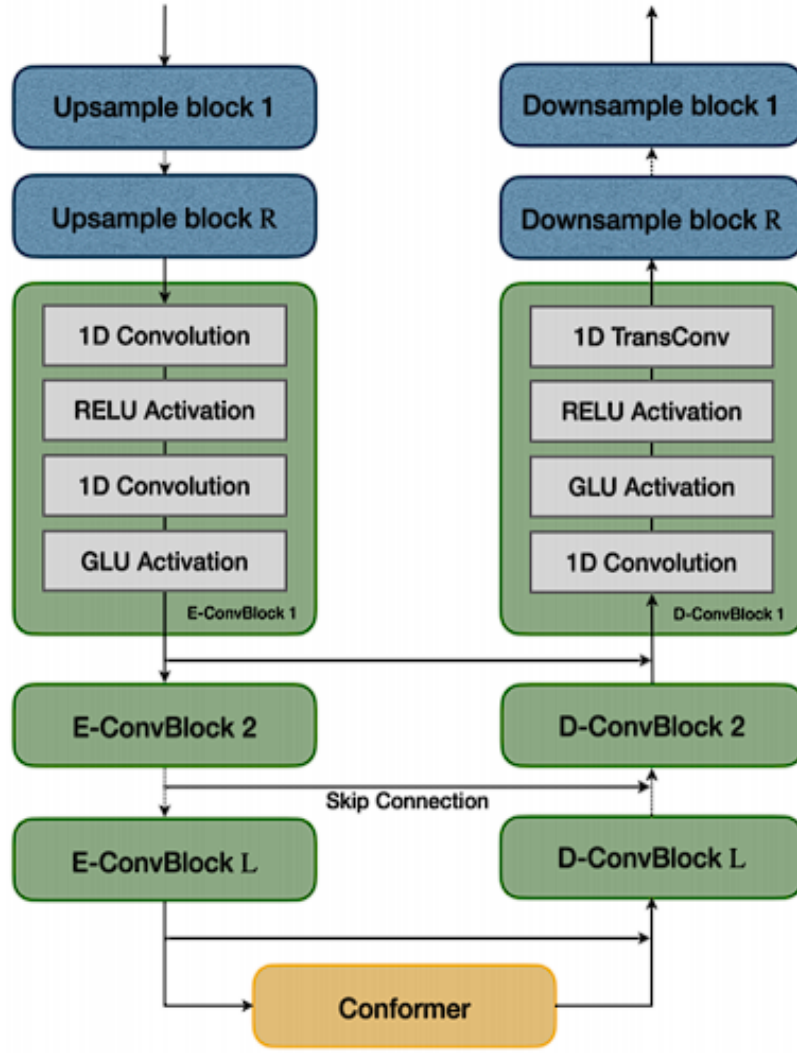 Upsample block 1
Upsample block R
1D Convolution
RELU Activation
1D Convolution
GLU Activation
E-ConvBlock 1
E-ConvBlock 2
E-ConvBlock L
Downsample block 1
Downsample block R
1D TransConv
RELU Activation
GLU Activation
1D Convolution
D-ConvBlock 1
D-ConvBlock 2
D-ConvBlock L
Skip Connection
Conformer